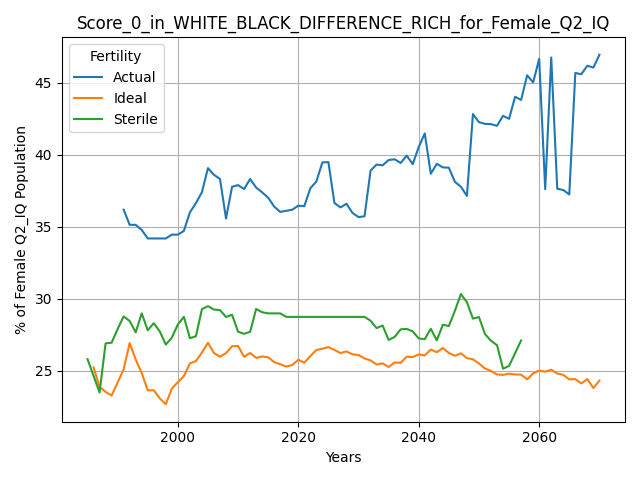 Score_0_in_WHITE_BLACK_DIFFERENCE_RICH_for_Female_Q2_IQ
Fertility
Actual
Ideal
Sterile
% of Female Q2_IQ Population
45
40
35
30
25
2000
2020
2040
2060
Years